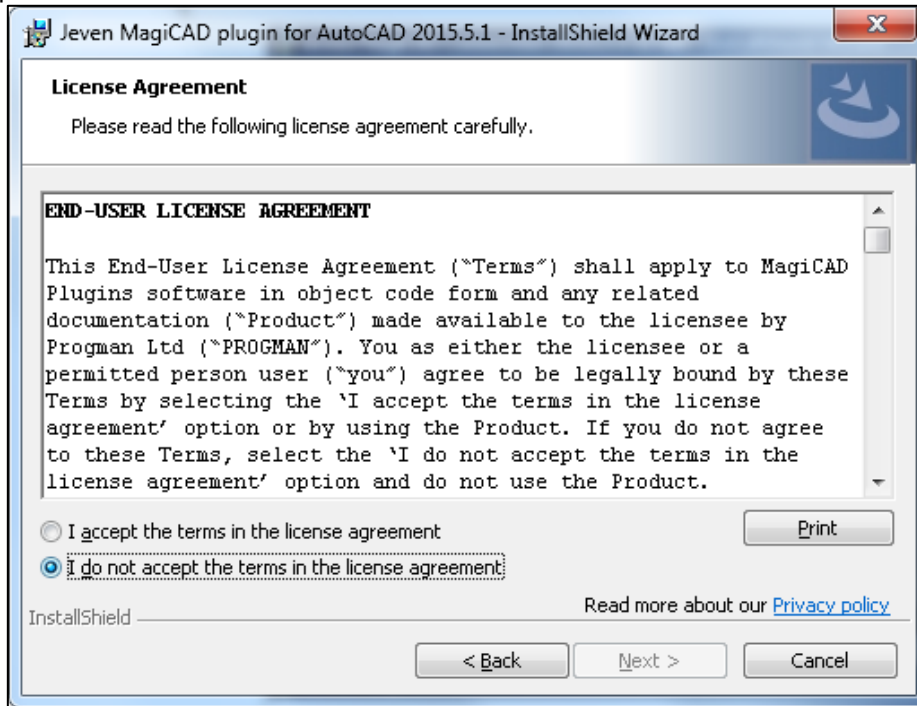 Jeven MagiCAD plugin for AutoCAD 2015.5.1 - InstallShield Wizard
License Agreement
Please read the following license agreement carefully.
END-USER LICENSE AGREEMENT
This End-User License Agreement (“Terms”) shall apply to MagiCAD
Plugins software in object code form and any related
documentation (“Product”) made available to the licensee by
Progman Ltd (“PROGMAN”). You as either the licensee or a
permitted person user (“you”) agree to be legally bound by these
Terms by selecting the ‘I accept the terms in the license
agreement’ option or by using the Product. If you do not agree
to these Terms, select the ‘I do not accept the terms in the
license agreement’ option and do not use the Product.
I accept the terms in the license agreement
Print
I do not accept the terms in the license agreement
Read more about our Privacy policy
InstallShield
< Back
Next >
Cancel